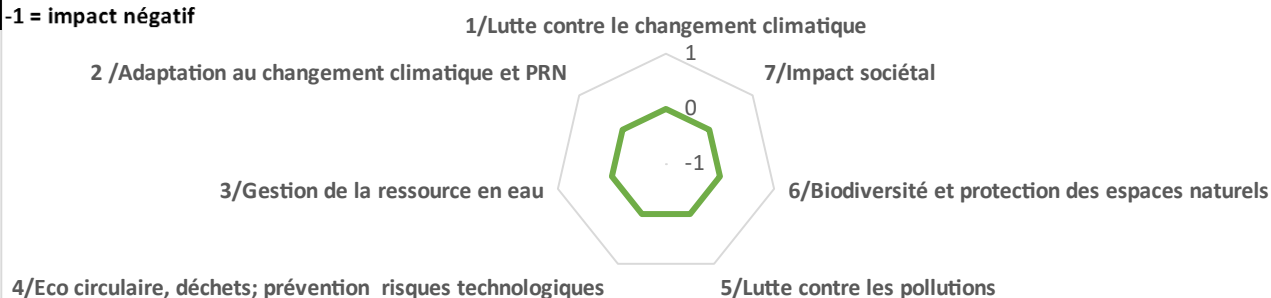 -1 = impact négatif
1/Lutte contre le changement climatique
1
2 /Adaptation au changement climatique et PRN
7/Impact sociétal
0
-1
3/Gestion de la ressource en eau
6/Biodiversité et protection des espaces naturels
4/Eco circulaire, déchets; prévention  risques technologiques
5/Lutte contre les pollutions